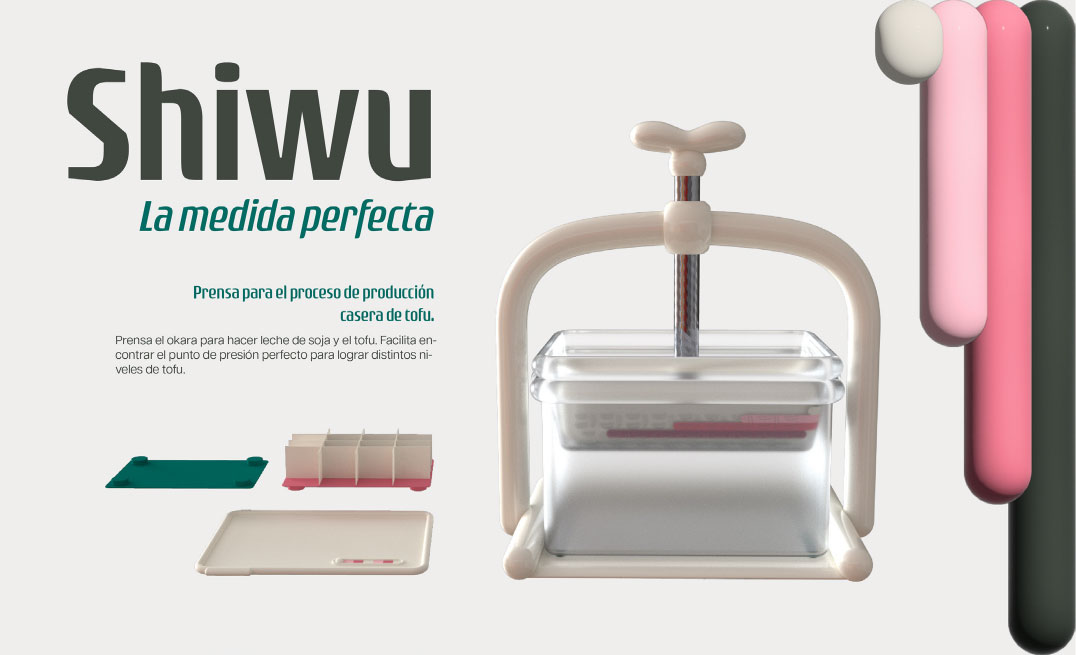 Shiwu
La medida perfecta
Prensa para el proceso de producción
casera de tofu.
Prensa el okara para hacer leche de soja y el tofu. Facilita en-
contrar el punto de presión perfecto para lograr distintos ni-
veles de tofu.